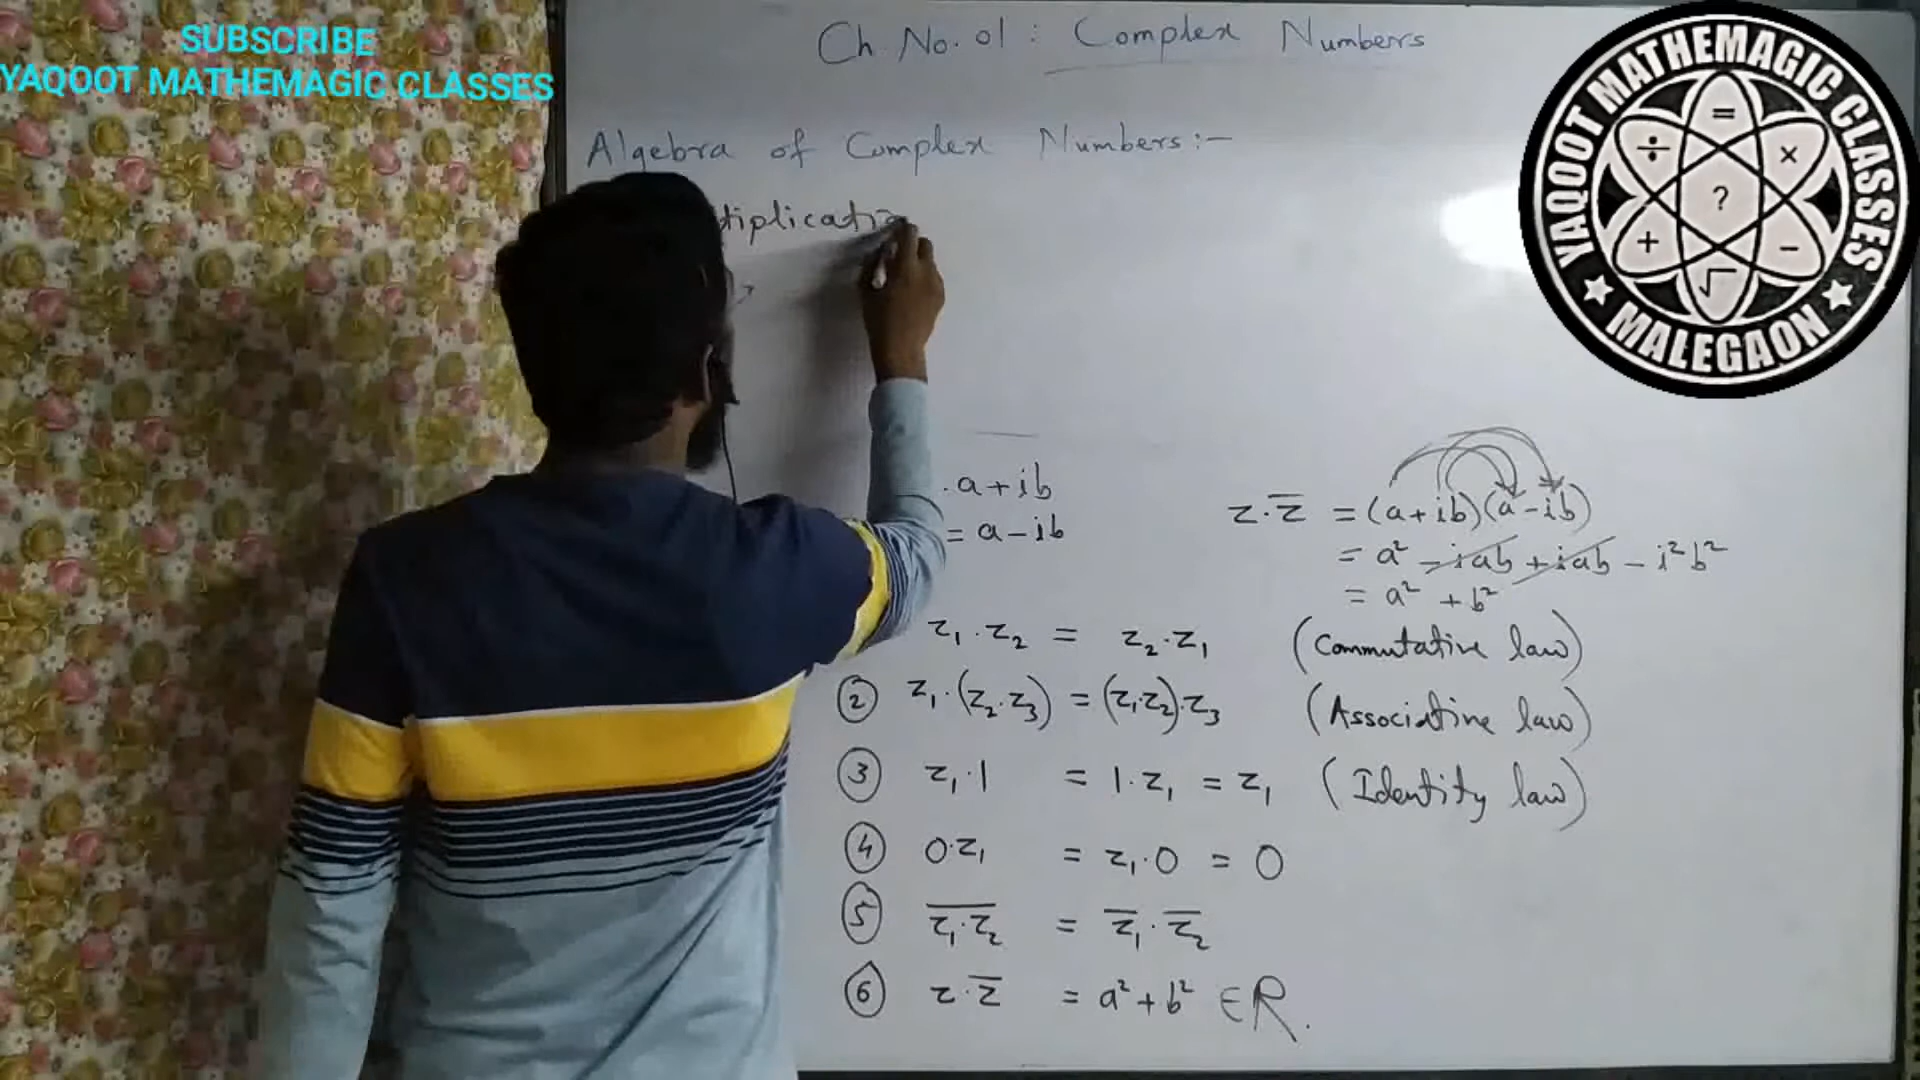 SUBSCRIBE
YAQOOT MATHEMAGIC CLASSES
Ch. No. 01 : Complex Numbers
Algebra of Complex Numbers:-
tiplicatio
a+ib
= a-ib
z.z̅ = (a+ib)(a-ib)
= a² - iab + iab - i²b²
= a² + b²
z₁.z₂ = z₂.z₁ (Commutative law)
② z₁.(z₂.z₃) = (z₁.z₂).z₃ (Associative law)
③ z₁.1 = 1.z₁ = z₁ (Identity law)
④ 0.z₁ = z₁.0 = 0
⑤ z̅₁̅.̅z̅₂̅ = z̅₁.z̅₂
⑥ z.z̅ = a²+b² ∈R.
YAQOOT MATHEMAGIC CLASSES
★ MALEGAON ★
= ÷ × ? + − √